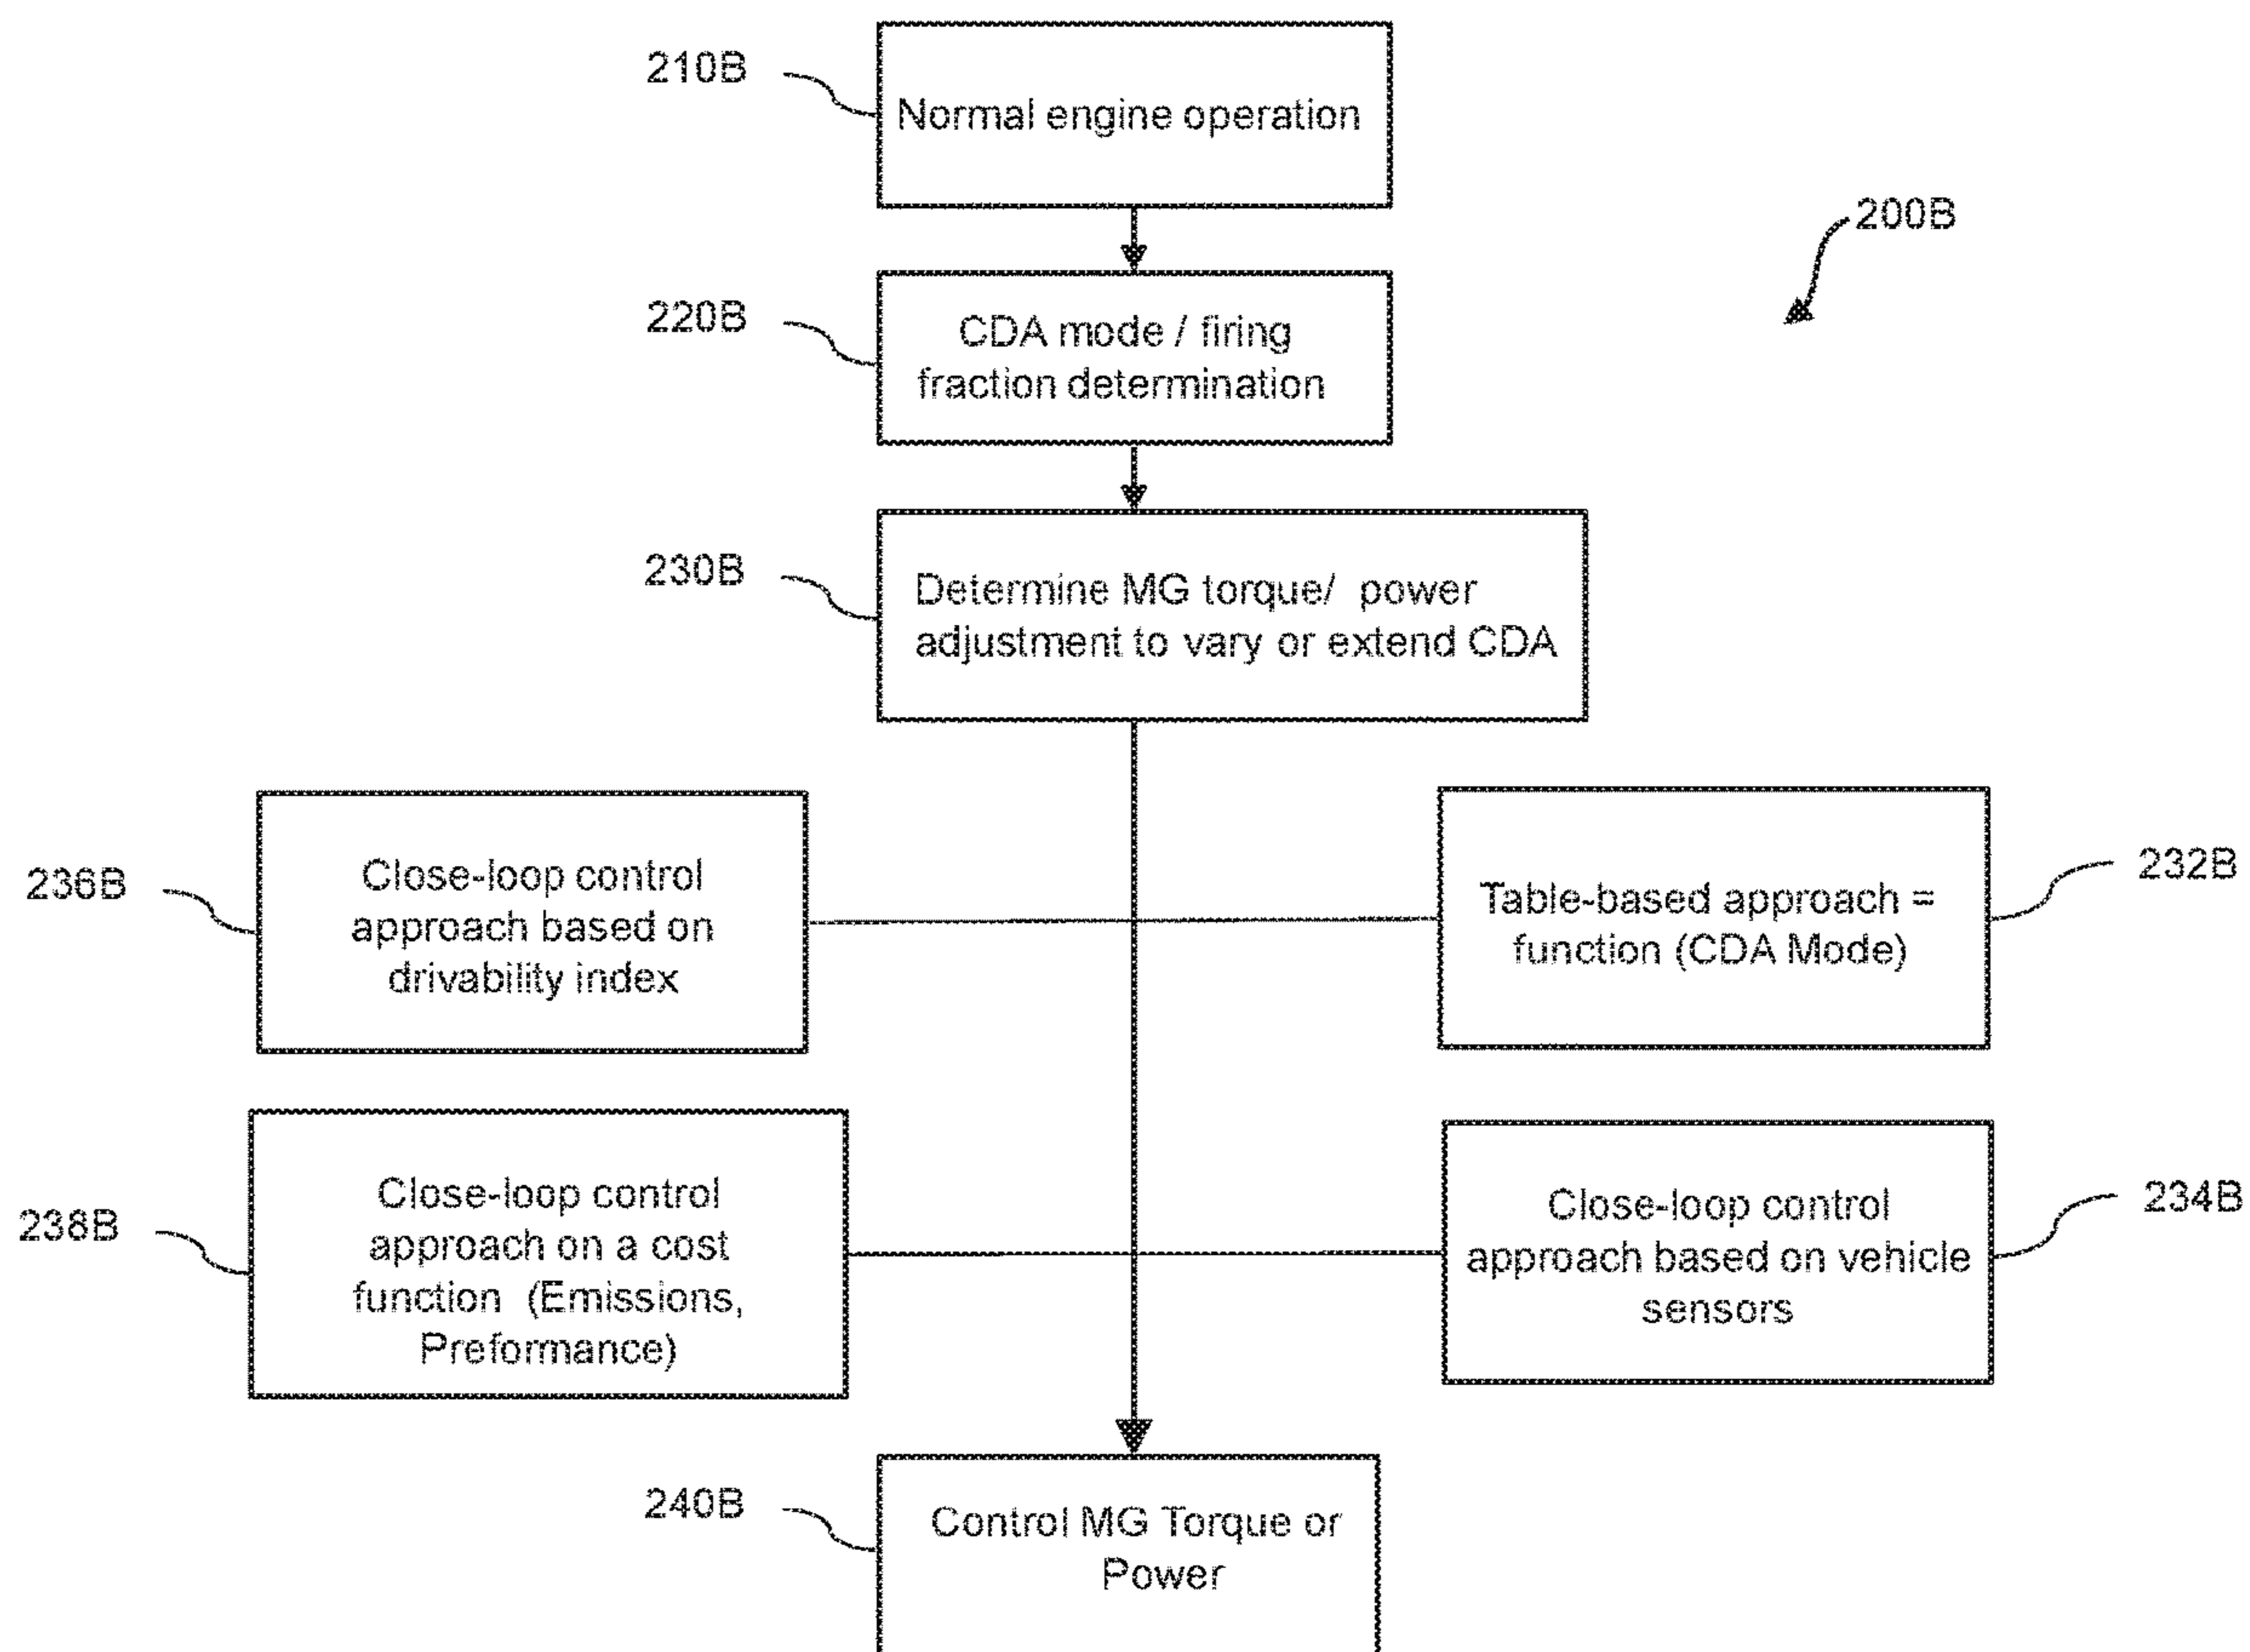 210B
Normal engine operation
200B
220B
CDA mode / firing
fraction determination
230B
Determine MG torque/ power
adjustment to vary or extend CDA
236B
Close-loop control
approach based on
drivability index
232B
Table-based approach =
function (CDA Mode)
238B
Close-loop control
approach on a cost
function (Emissions,
Preformance)
234B
Close-loop control
approach based on vehicle
sensors
240B
Control MG Torque or
Power